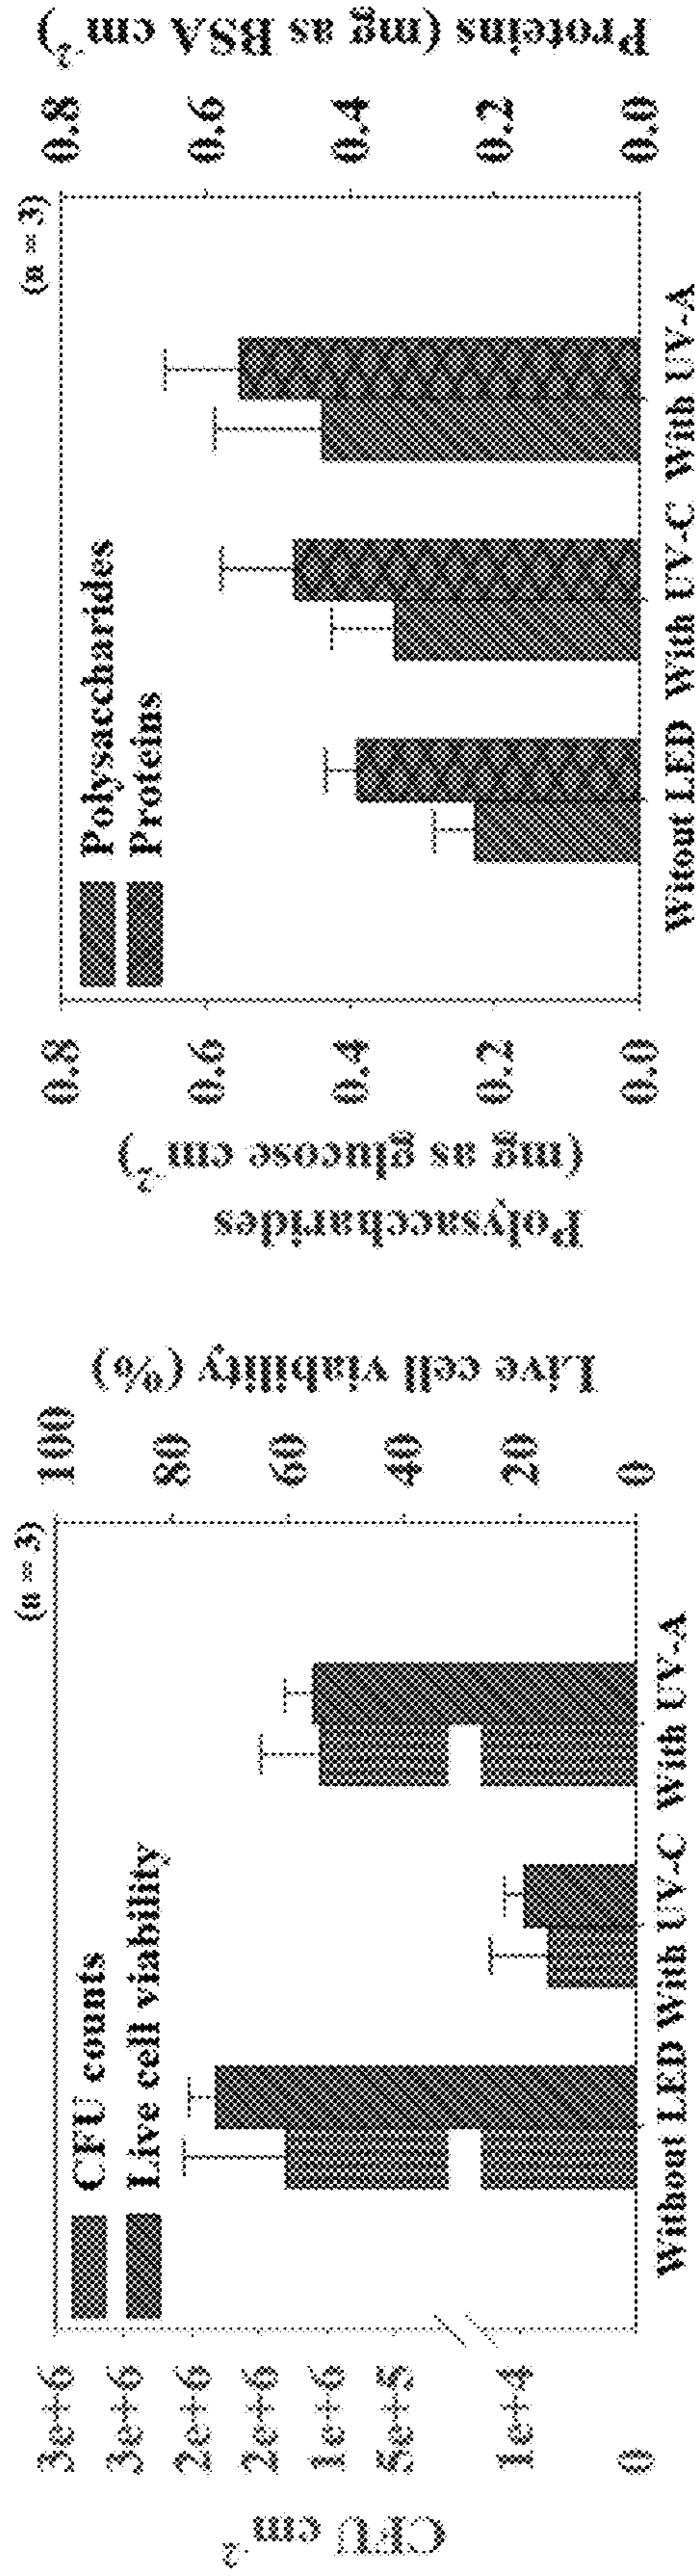 (n = 3)
CFU counts
Live cell viability
3e+6
3e+6
2e+6
2e+6
1e+6
5e+5
1e+4
0
CFU cm-2
100
80
60
40
20
0
Live cell viability (%)
Without LED With UV-C With UV-A
(n = 3)
Polysaccharides
Proteins
0.8
0.6
0.4
0.2
0.0
Polysaccharides
(mg as glucose cm-2)
0.8
0.6
0.4
0.2
0.0
Proteins (mg as BSA cm-2)
Witout LED With UV-C With UV-A